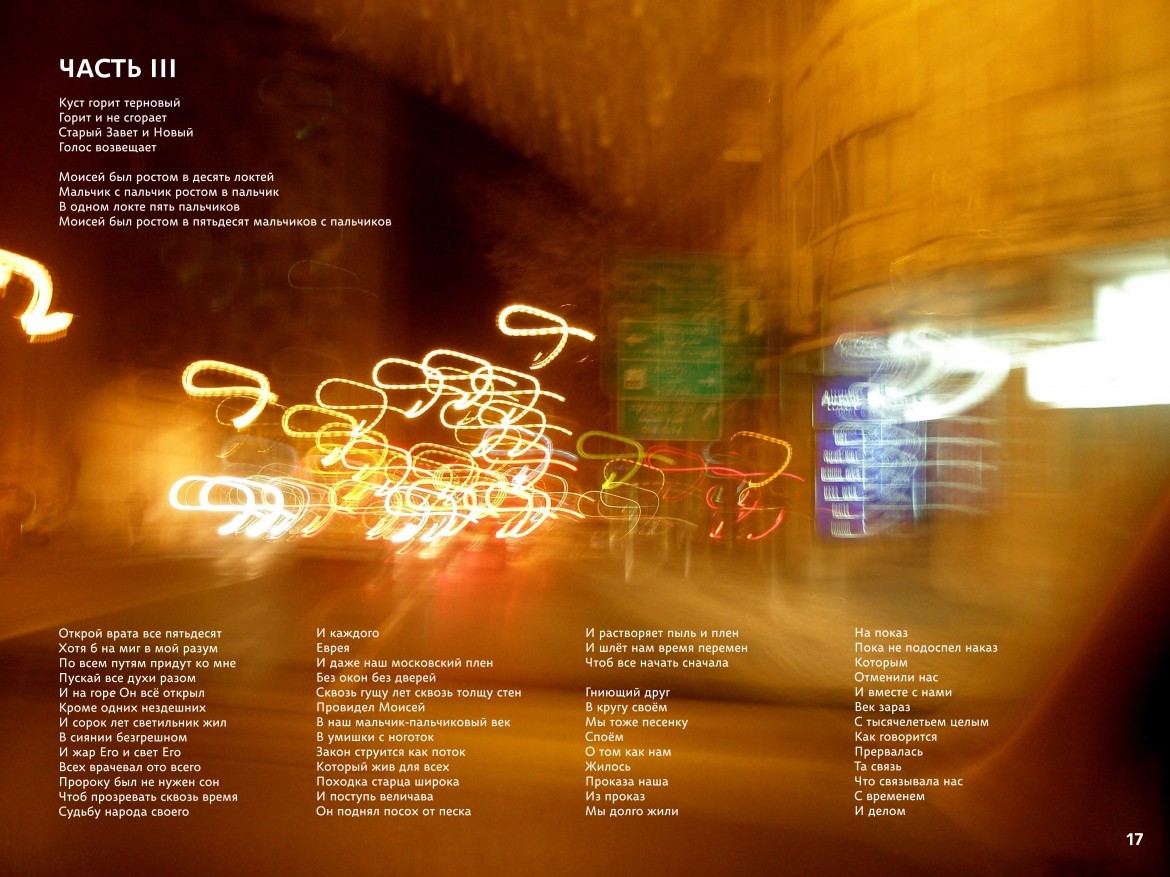 ЧАСТЬ III
Куст горит терновый
Горит и не сгорает
Старый Завет и Новый
Голос возвещает
Моисей был ростом в десять локтей
Мальчик с пальчик ростом в пальчик
В одном локте пять пальчиков
Моисей был ростом в пятьдесят мальчиков с пальчиков
Открой врата все пятьдесят
Хотя б на миг в мой разум
По всем путям придут ко мне
Пускай все духи разом
И на горе Он всё открыл
Кроме одних нездешних
И сорок лет светильник жил
В сиянии безгрешном
И жар Его и свет Его
Всех врачевал ото всего
Пророку был не нужен сон
Чтоб прозревать сквозь время
Судьбу народа своего
И каждого
Еврея
И даже наш московский плен
Без окон без дверей
Сквозь гущу лет сквозь толщу стен
Провидел Моисей
В наш мальчик-пальчиковый век
В умишки с ноготок
Закон струится как поток
Который жив для всех
Походка старца широка
И поступь величава
Он поднял посох от песка
И растворяет пыль и плен
И шлёт нам время перемен
Чтоб все начать сначала
Гниющий друг
В кругу своём
Мы тоже песенку
Споём
О том как нам
Жилось
Проказа наша
Из проказ
Мы долго жили
На показ
Пока не подоспел наказ
Которым
Отменили нас
И вместе с нами
Век зараз
С тысячелетьем целым
Как говорится
Прервалась
Та связь
Что связывала нас
С временем
И делом
17